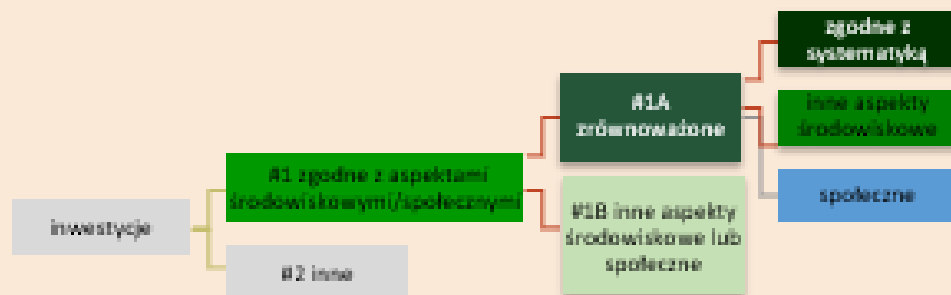 inwestycje
#1 zgodne z aspektami
środowiskowymi/społecznymi
#2 inne
#1A
zrównoważone
#1B inne aspekty
środowiskowe lub
społeczne
zgodne z
systematyką
inne aspekty
środowiskowe
społeczne